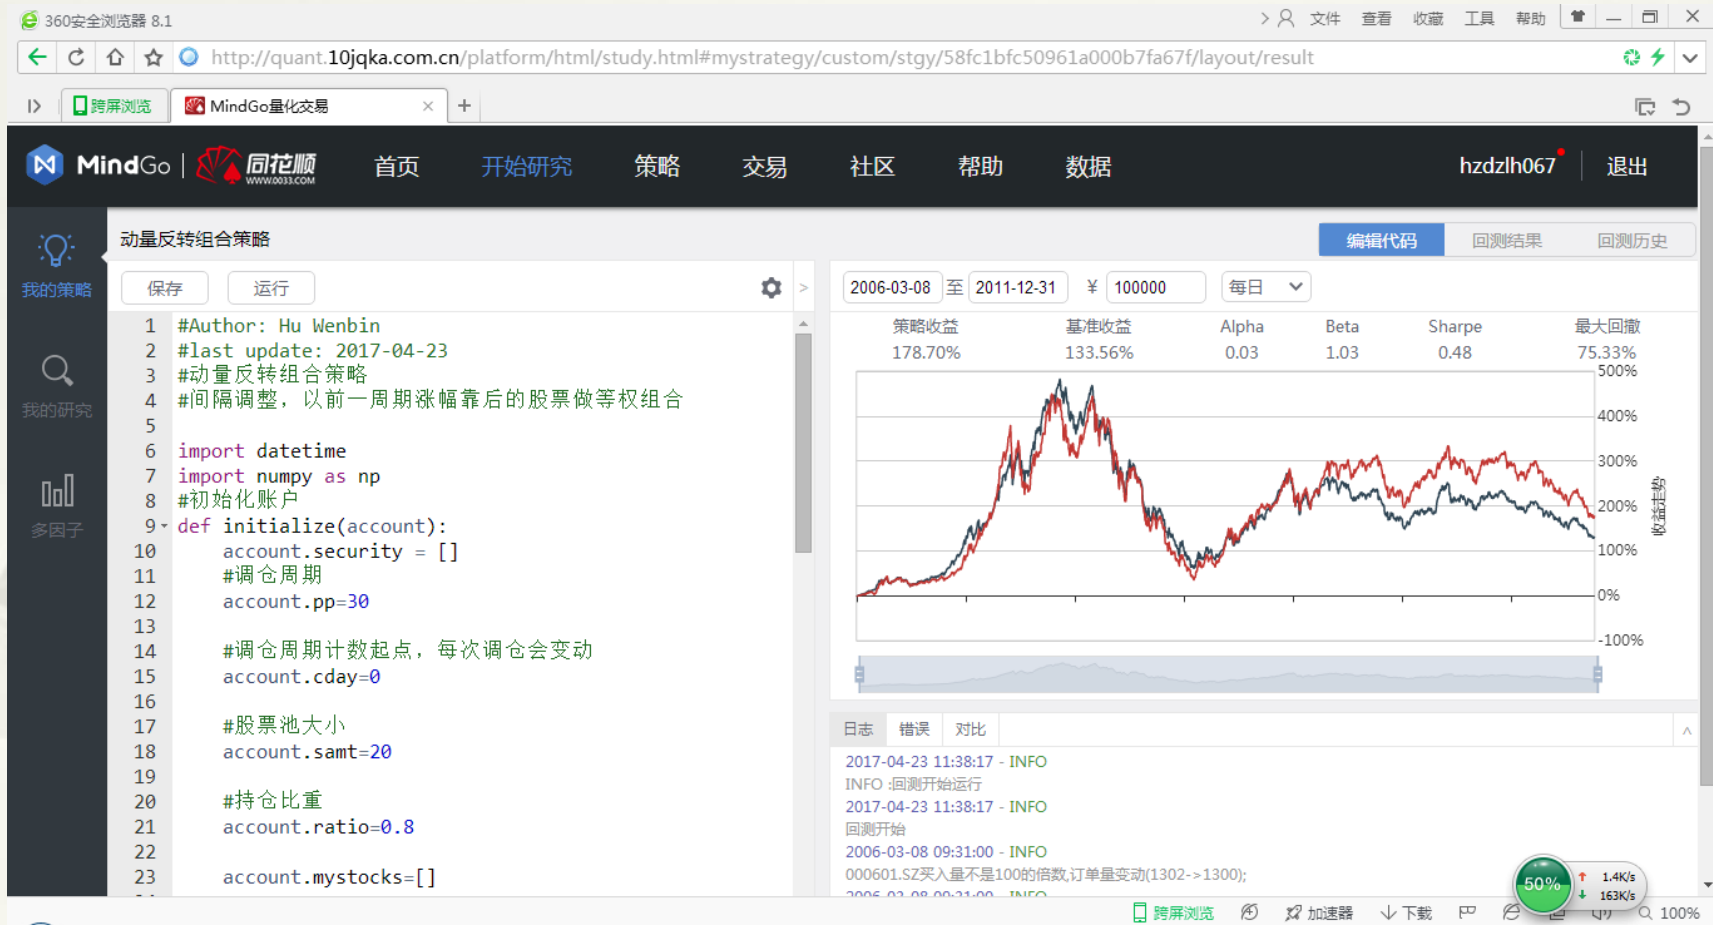 360安全浏览器 8.1
文件 查看 收藏 工具 帮助
http://quant.10jqka.com.cn/platform/html/study.html#mystrategy/custom/stgy/58fc1bfc50961a000b7fa67f/layout/result
跨屏浏览 MindGo量化交易
MindGo 同花顺 首页 开始研究 策略 交易 社区 帮助 数据 hzdzlh067 退出
WWW.0033.COM
动量反转组合策略 编辑代码 回测结果 回测历史
我的策略
我的研究
多因子
保存 运行
1 #Author: Hu Wenbin
2 #last update: 2017-04-23
3 #动量反转组合策略
4 #间隔调整，以前一周期涨幅靠后的股票做等权组合
5
6 import datetime
7 import numpy as np
8 #初始化账户
9 def initialize(account):
10 account.security = []
11 #调仓周期
12 account.pp=30
13
14 #调仓周期计数起点，每次调仓会变动
15 account.cday=0
16
17 #股票池大小
18 account.samt=20
19
20 #持仓比重
21 account.ratio=0.8
22
23 account.mystocks=[]
2006-03-08 至 2011-12-31 ¥ 100000 每日
策略收益 基准收益 Alpha Beta Sharpe 最大回撤
178.70% 133.56% 0.03 1.03 0.48 75.33%
500%
400%
300%
200%
100%
0%
-100%
收益走势
日志 错误 对比
2017-04-23 11:38:17 - INFO
INFO :回测开始运行
2017-04-23 11:38:17 - INFO
回测开始
2006-03-08 09:31:00 - INFO
000601.SZ买入量不是100的倍数,订单量变动(1302->1300);
2006-03-08 09:31:00 - INFO
50% 1.4K/s
163K/s
跨屏浏览 加速器 下载 100%